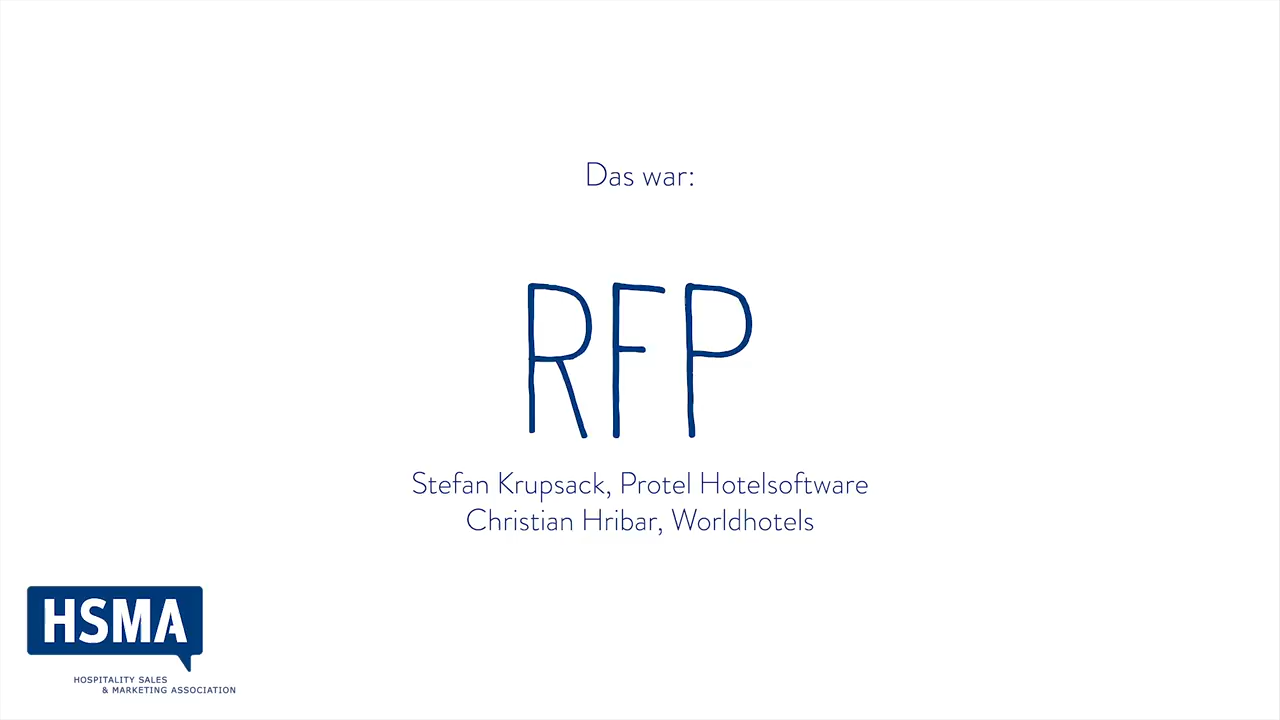 Das war:
RFP
Stefan Krupsack, Protel Hotelsoftware
Christian Hribar, Worldhotels
HSMA
HOSPITALITY SALES
& MARKETING ASSOCIATION